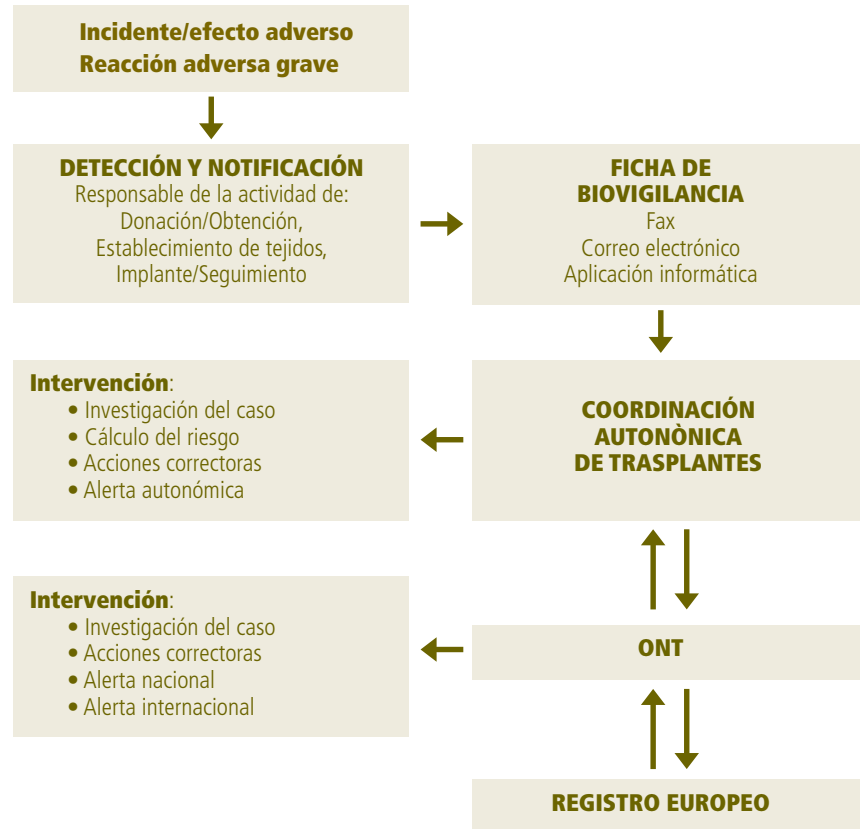 Incidente/efecto adverso
Reacción adversa grave
DETECCIÓN Y NOTIFICACIÓN
Responsable de la actividad de:
Donación/Obtención,
Establecimiento de tejidos,
Implante/Seguimiento
FICHA DE
BIOVIGILANCIA
Fax
Correo electrónico
Aplicación informática
Intervención:
• Investigación del caso
• Cálculo del riesgo
• Acciones correctoras
• Alerta autonómica
COORDINACIÓN
AUTONÒNICA
DE TRASPLANTES
Intervención:
• Investigación del caso
• Acciones correctoras
• Alerta nacional
• Alerta internacional
ONT
REGISTRO EUROPEO